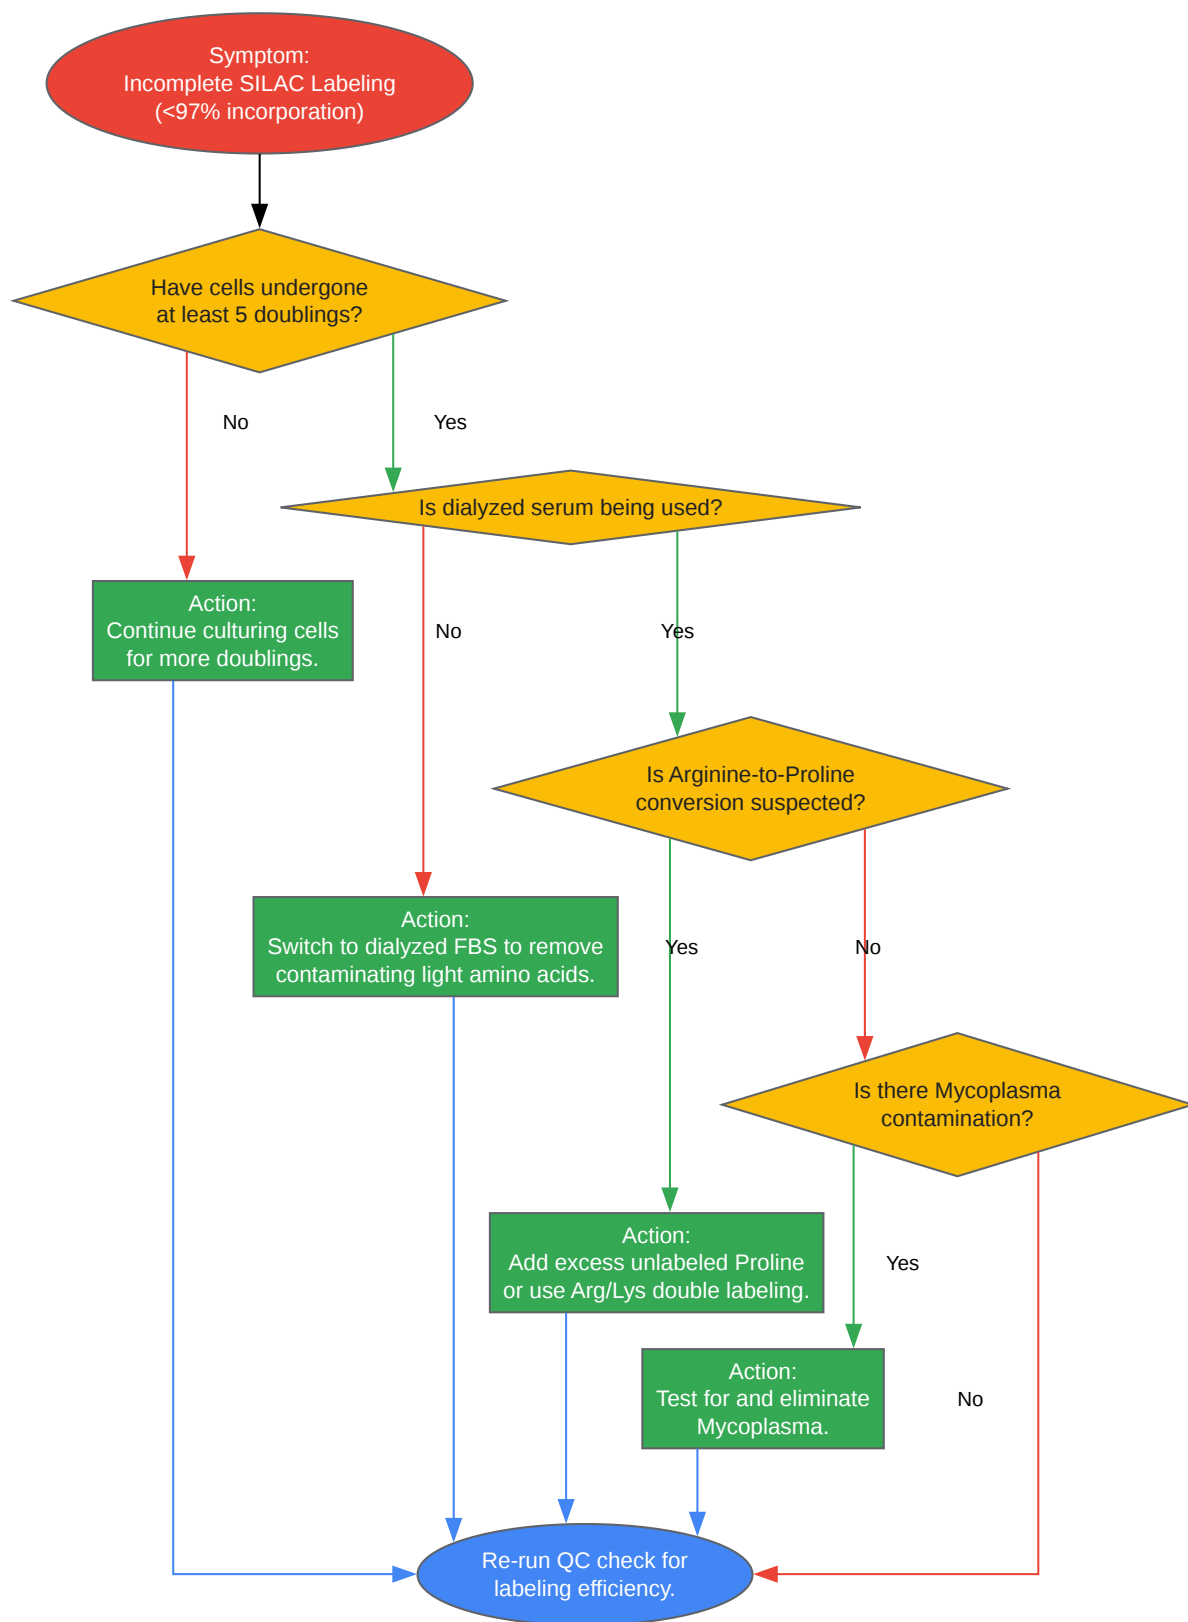 Symptom:
Incomplete SILAC Labeling
(<97% incorporation)
Have cells undergone
at least 5 doublings?
No
Yes
Is dialyzed serum being used?
Action:
Continue culturing cells
for more doublings.
No
Yes
Is Arginine-to-Proline
conversion suspected?
Action:
Switch to dialyzed FBS to remove
contaminating light amino acids.
Yes
No
Is there Mycoplasma
contamination?
Action:
Add excess unlabeled Proline
or use Arg/Lys double labeling.
Yes
Action:
Test for and eliminate
Mycoplasma.
No
Re-run QC check for
labeling efficiency.